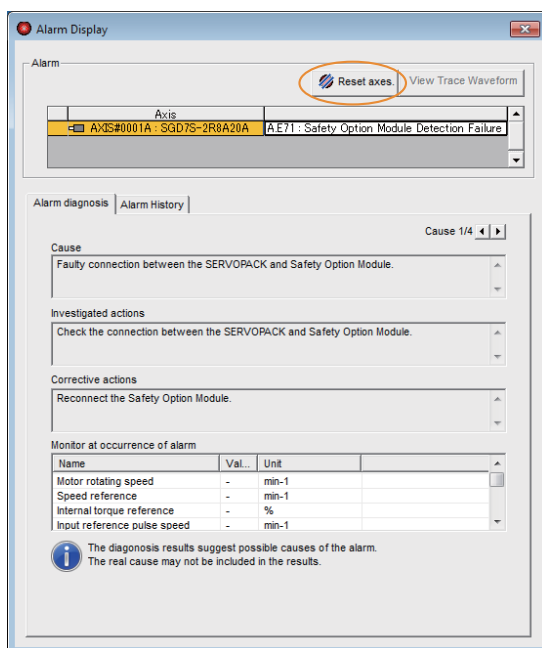 Alarm Display
Alarm
Reset axes.
View Trace Waveform
Axis
AXIS#0001A : SGD7S-2R8A20A
A.E71 : Safety Option Module Detection Failure
Alarm diagnosis
Alarm History
Cause 1/4
Cause
Faulty connection between the SERVOPACK and Safety Option Module.
Investigated actions
Check the connection between the SERVOPACK and Safety Option Module.
Corrective actions
Reconnect the Safety Option Module.
Monitor at occurrence of alarm
Name Val... Unit
Motor rotating speed - min-1
Speed reference - min-1
Internal torque reference - %
Input reference pulse speed - min-1
The diagonosis results suggest possible causes of the alarm.
The real cause may not be included in the results.